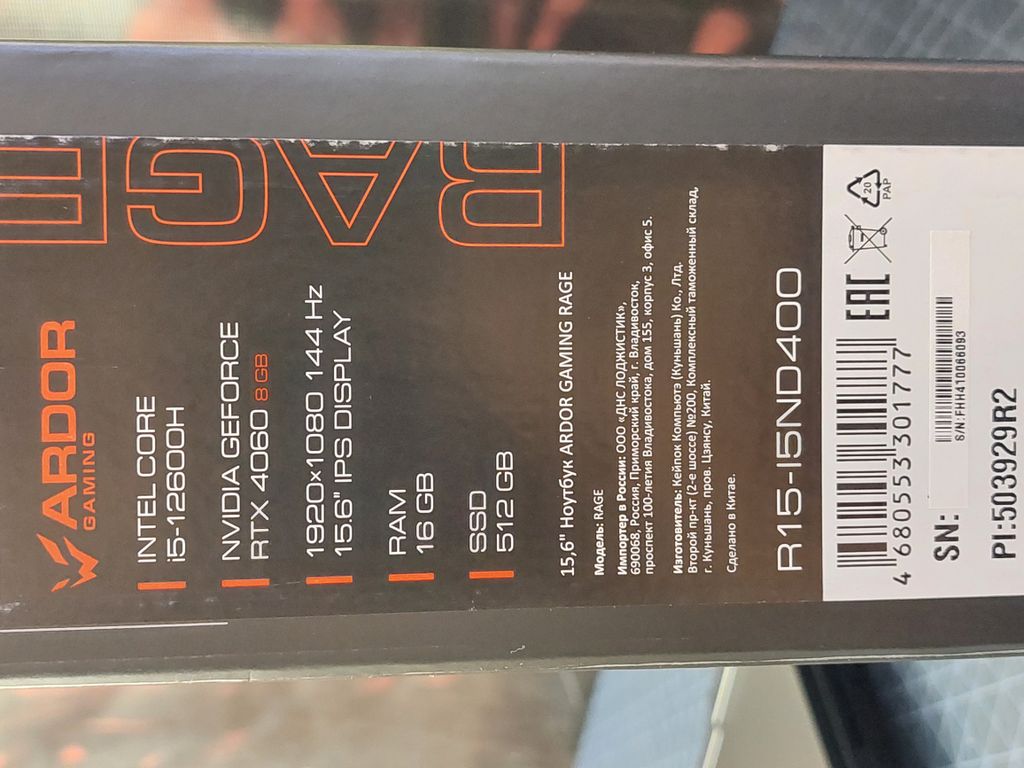 ARDOR
GAMING
INTEL CORE
i5-12600H
NVIDIA GEFORCE
RTX 4060 8 GB
1920×1080 144 Hz
15.6" IPS DISPLAY
RAM
16 GB
SSD
512 GB
RAGE
15,6" Ноутбук ARDOR GAMING RAGE
Модель: RAGE
Импортер в России: ООО «ДНС ЛОДЖИСТИК»,
690068, Россия, Приморский край, г. Владивосток,
проспект 100-летия Владивостока, дом 155, корпус 3, офис 5.
Изготовитель: Кейпок Компьютэ (Куньшань) Ко., Лтд.
Второй пр-кт (2-е шоссе) №200, Комплексный таможенный склад,
г. Куньшань, пров. Цзянсу, Китай.
Сделано в Китае.
R15-I5ND400
4 680553 301777
EAC
20
PAP
SN:
S/N:FHH410066093
PI:503929R2